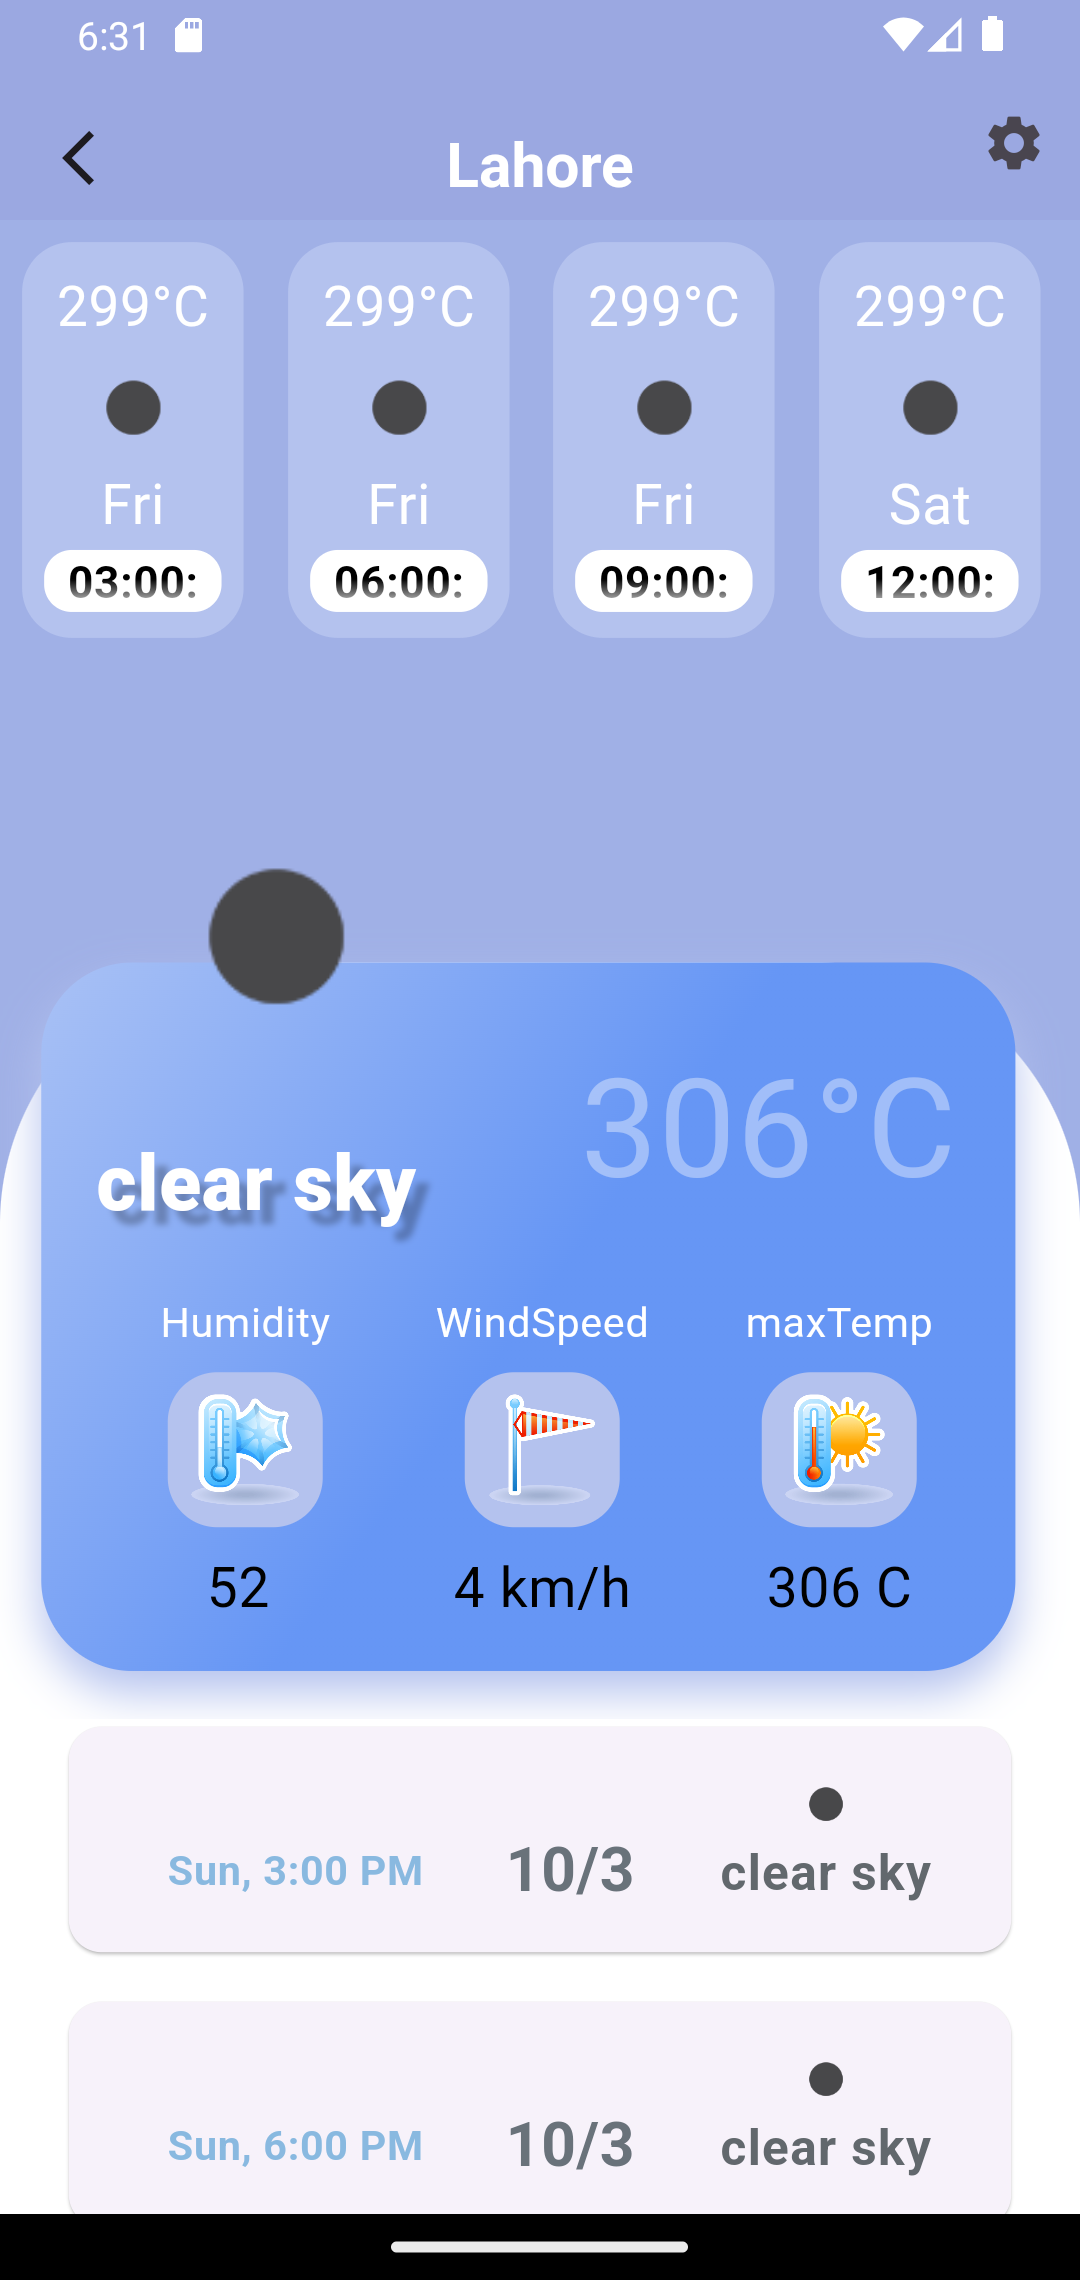 6:31
Lahore
299°C 299°C 299°C 299°C
Fri Fri Fri Sat
03:00: 06:00: 09:00: 12:00:
306°C
clear sky
Humidity WindSpeed maxTemp
52 4 km/h 306 C
Sun, 3:00 PM 10/3 clear sky
Sun, 6:00 PM 10/3 clear sky